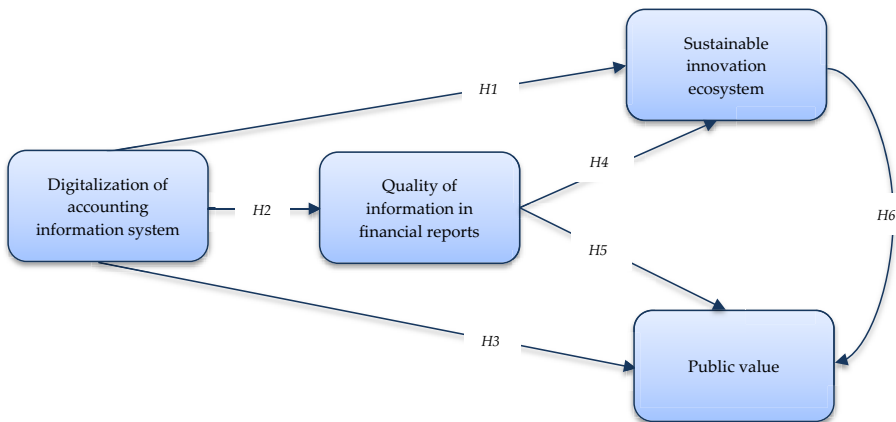 Sustainable
innovation
ecosystem
H1
Digitalization of
accounting
information system
H2
Quality of
information in
financial reports
H4
H5
H6
H3
Public value